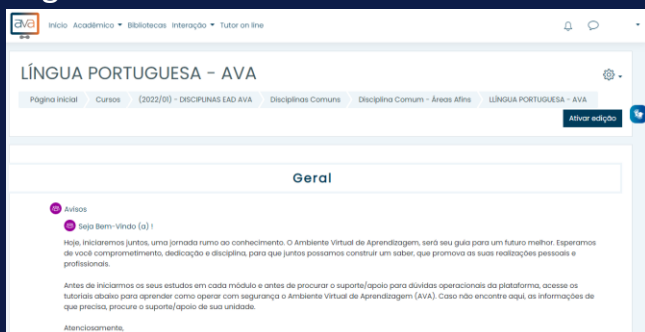 ava
Início Acadêmico Bibliotecas Interação Tutor on line
LÍNGUA PORTUGUESA - AVA
Página inicial Cursos (2022/01) - DISCIPLINAS EAD AVA Disciplinas Comuns Disciplina Comum - Áreas Afins LLÍNGUA PORTUGUESA - AVA
Ativar edição
Geral
Avisos
Seja Bem-Vindo (a) !
Hoje, iniciaremos juntos, uma jornada rumo ao conhecimento. O Ambiente Virtual de Aprendizagem, será seu guia para um futuro melhor. Esperamos
de você comprometimento, dedicação e disciplina, para que juntos possamos construir um saber, que promova as suas realizações pessoais e
profissionais.
Antes de iniciarmos os seus estudos em cada módulo e antes de procurar o suporte/apoio para dúvidas operacionais da plataforma, acesse os
tutoriais abaixo para aprender como operar com segurança o Ambiente Virtual de Aprendizagem (AVA). Caso não encontre aqui, as informações de
que precisa, procure o suporte/apoio de sua unidade.
Atenciosamente,